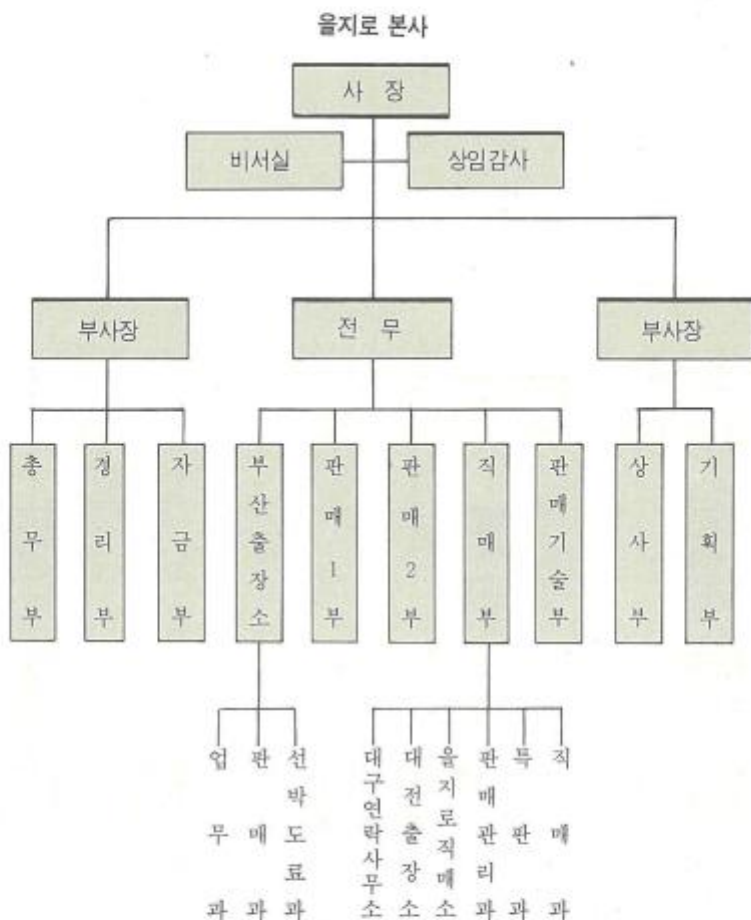 을지로 본사
사 장
비서실
상임감사
부사장
전 무
부사장
총무부
경리부
자금부
부산출장소
판매1부
판매2부
직매부
판매기술부
상사부
기획부
업무과
판매과
선박도료과
대구연락사무소
대전출장소
을지로직매소
판매관리과
특판과
직매과